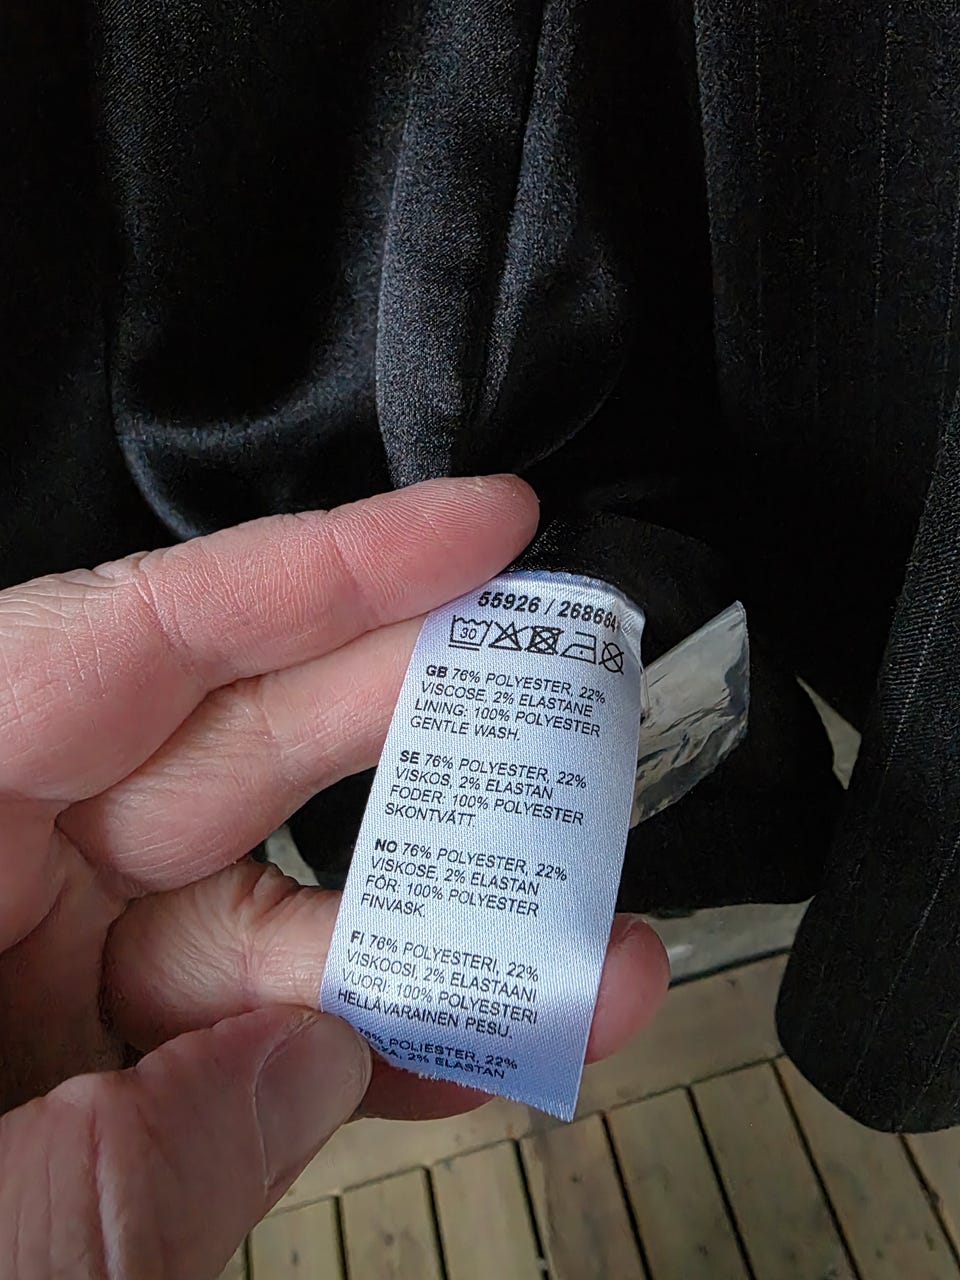 55926 / 268664
30
GB 76% POLYESTER, 22%
VISCOSE, 2% ELASTANE
LINING: 100% POLYESTER
GENTLE WASH.
SE 76% POLYESTER, 22%
VISKOS, 2% ELASTAN
FODER: 100% POLYESTER
SKONTVÄTT.
NO 76% POLYESTER, 22%
VISKOSE, 2% ELASTAN
FÔR: 100% POLYESTER
FINVASK.
FI 76% POLYESTERI, 22%
VISKOOSI, 2% ELASTAANI
VUORI: 100% POLYESTERI
HELLÄVARAINEN PESU.
76% POLIESTER, 22%
2% ELASTAN